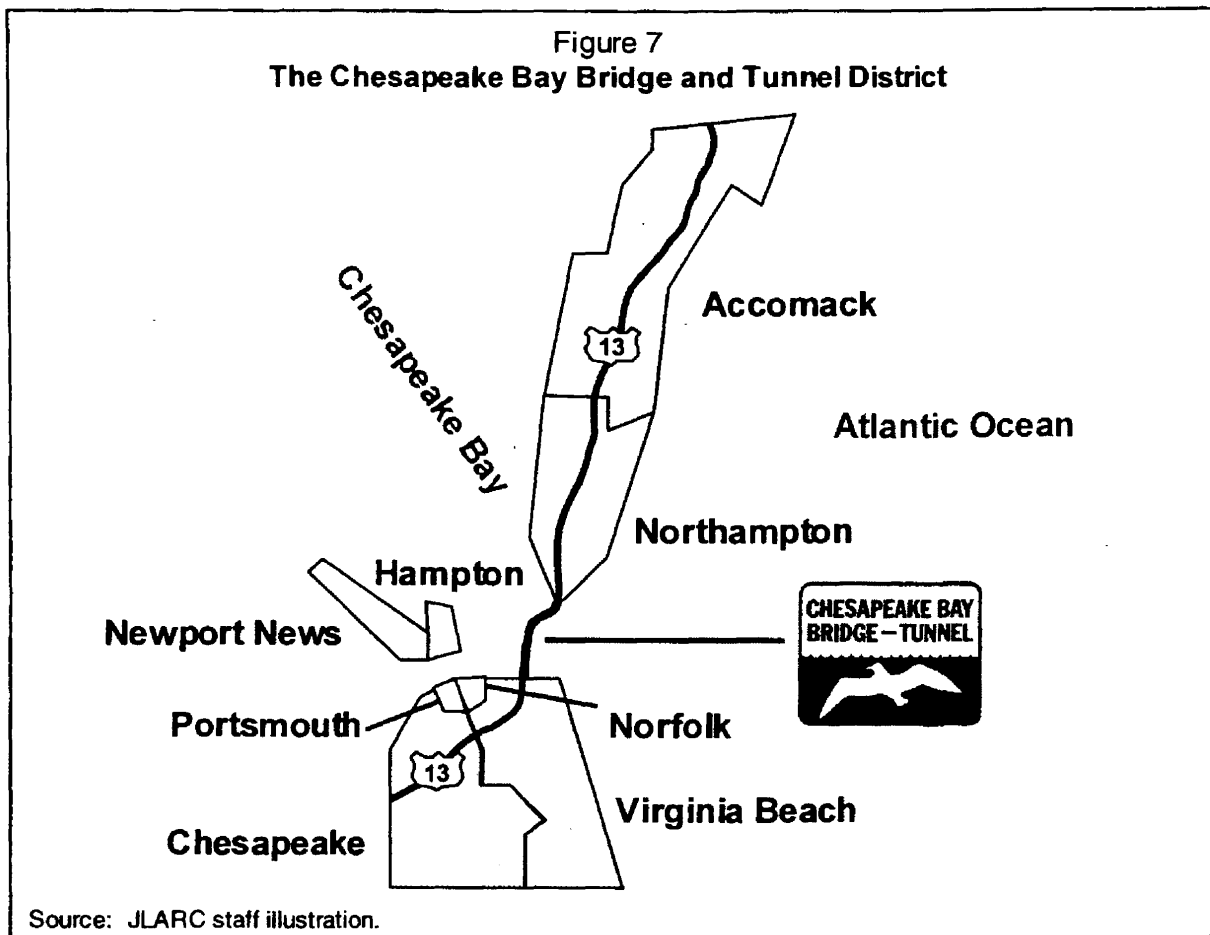 Figure 7
The Chesapeake Bay Bridge and Tunnel District
Chesapeake Bay
Accomack
13
Atlantic Ocean
Northampton
Hampton
Newport News
CHESAPEAKE BAY
BRIDGE–TUNNEL
Portsmouth
Norfolk
13
Virginia Beach
Chesapeake
Source: JLARC staff illustration.